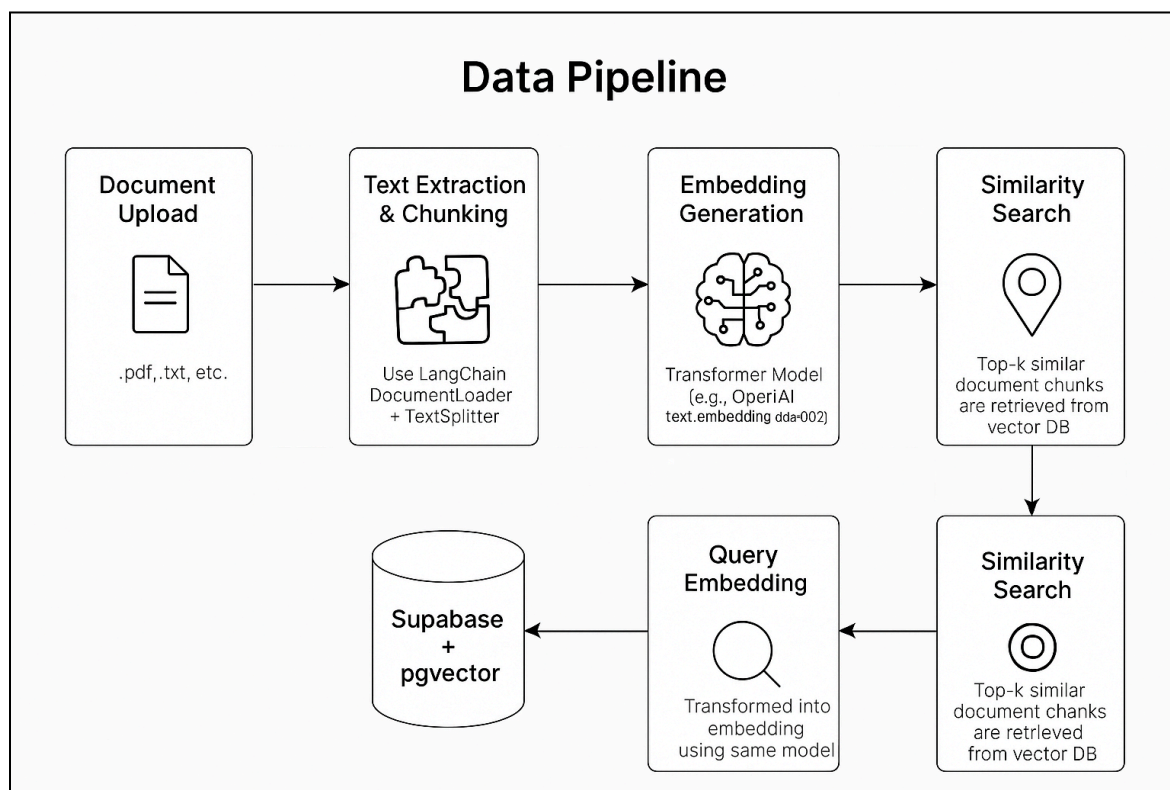 Data Pipeline
Document
Upload
.pdf,.txt, etc.
Text Extraction
& Chunking
Use LangChain
DocumentLoader
+ TextSplitter
Embedding
Generation
Transformer Model
(e.g., OperiAI
text.embedding dda-002)
Similarity
Search
Top-k similar
document chunks
are retrieved from
vector DB
Supabase
+
pgvector
Query
Embedding
Transformed into
embedding
using same model
Similarity
Search
Top-k similar
document chanks
are retrleved
from vector DB